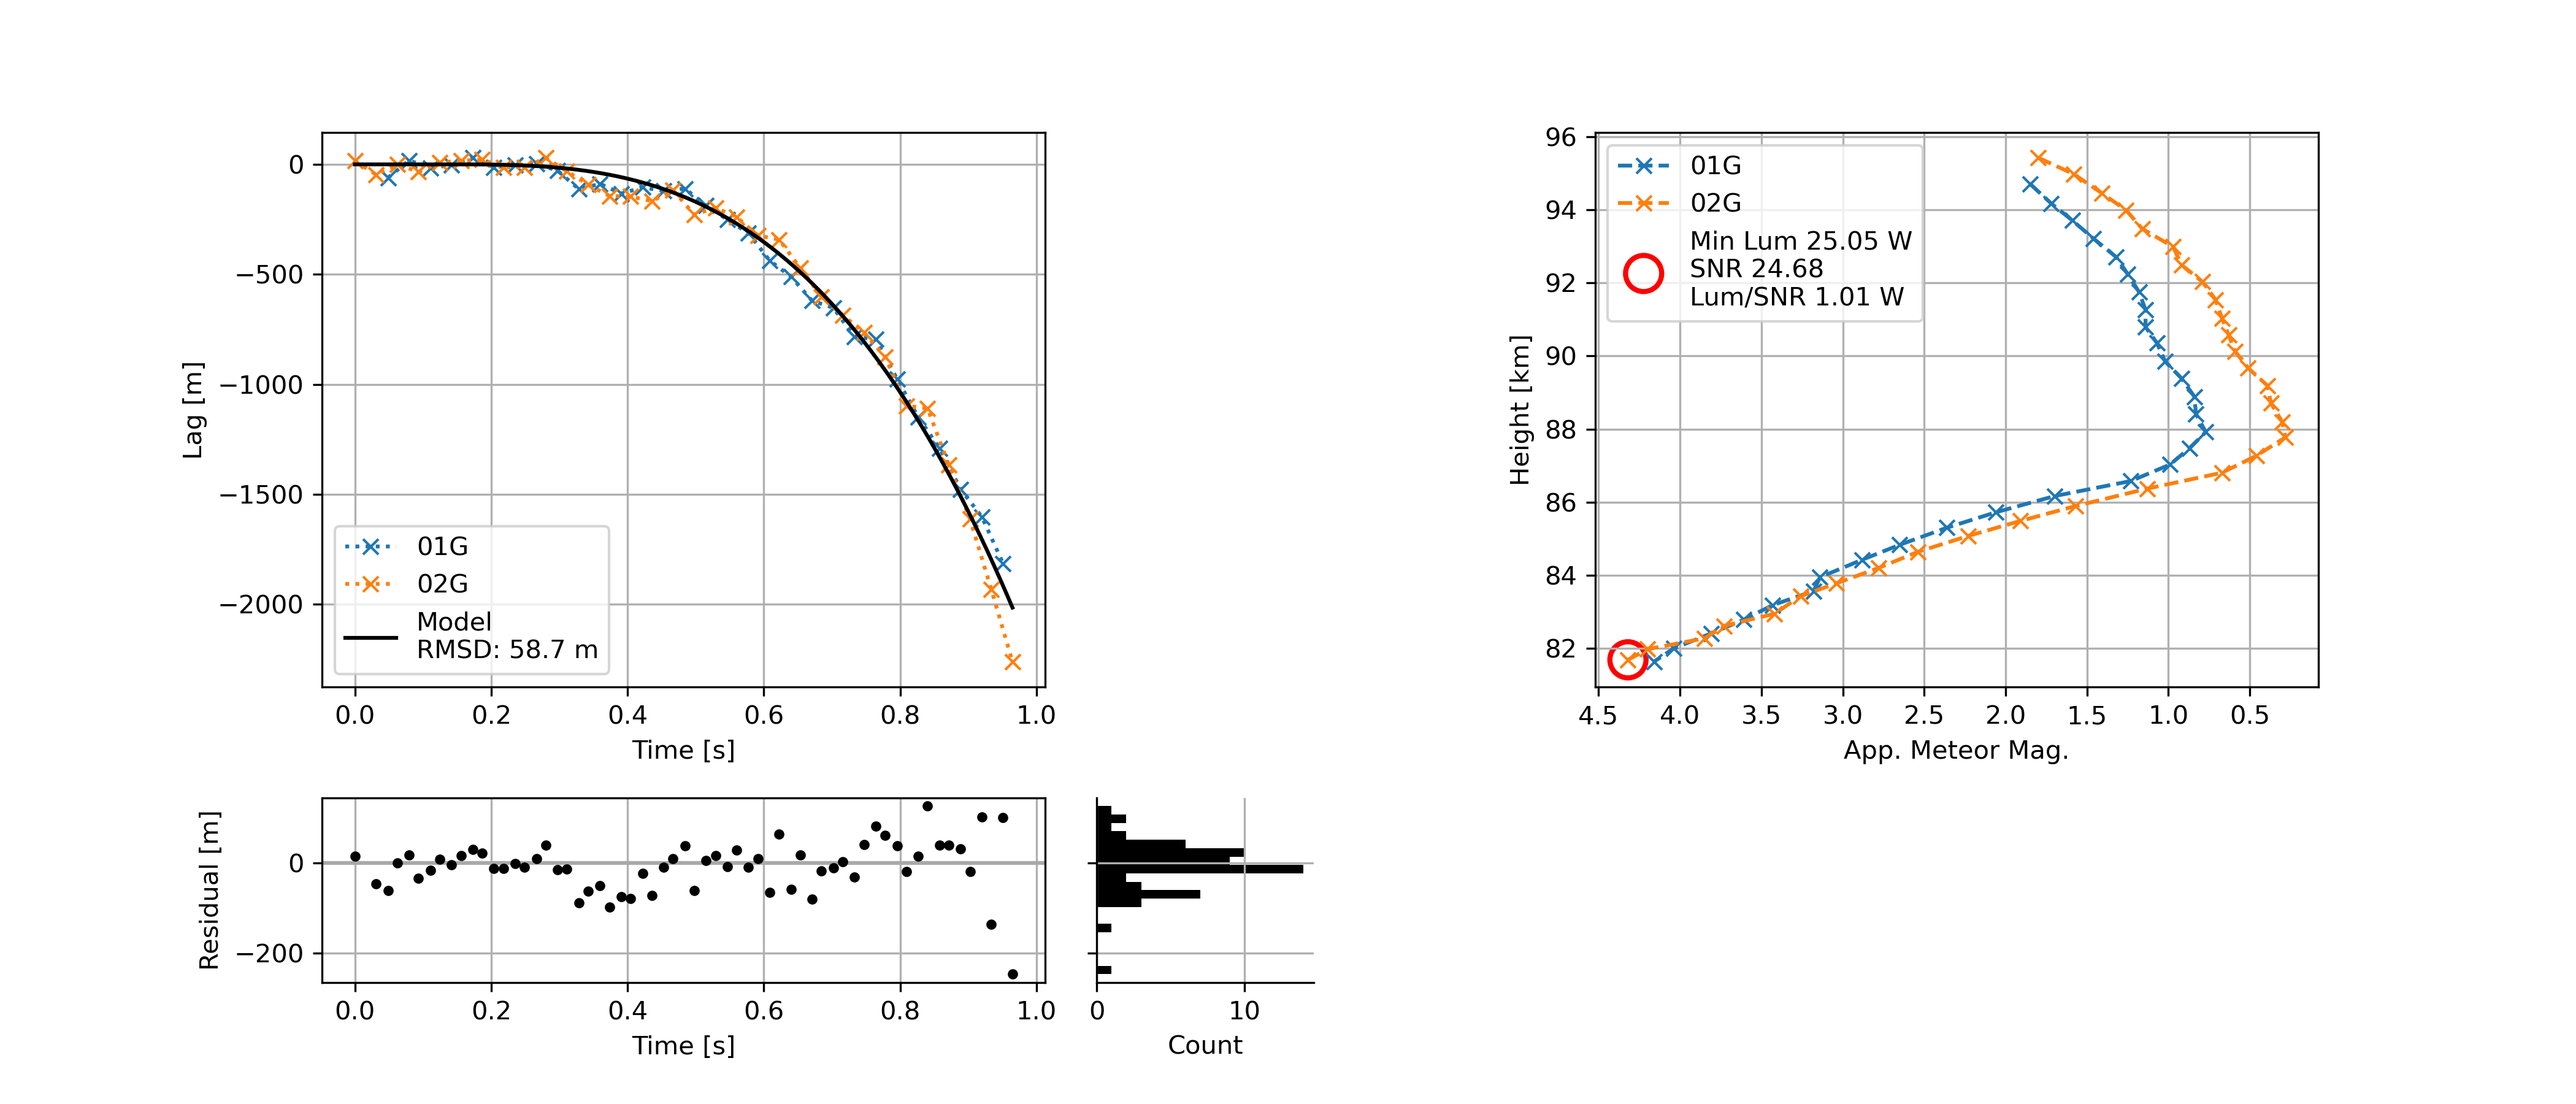 0
−500
−1000
−1500
−2000
Lag [m]
01G
02G
Model
RMSD: 58.7 m
0.0 0.2 0.4 0.6 0.8 1.0
Time [s]
96
94
92
90
88
86
84
82
Height [km]
01G
02G
Min Lum 25.05 W
SNR 24.68
Lum/SNR 1.01 W
4.5 4.0 3.5 3.0 2.5 2.0 1.5 1.0 0.5
App. Meteor Mag.
0
−200
Residual [m]
0.0 0.2 0.4 0.6 0.8 1.0
Time [s]
0 10
Count